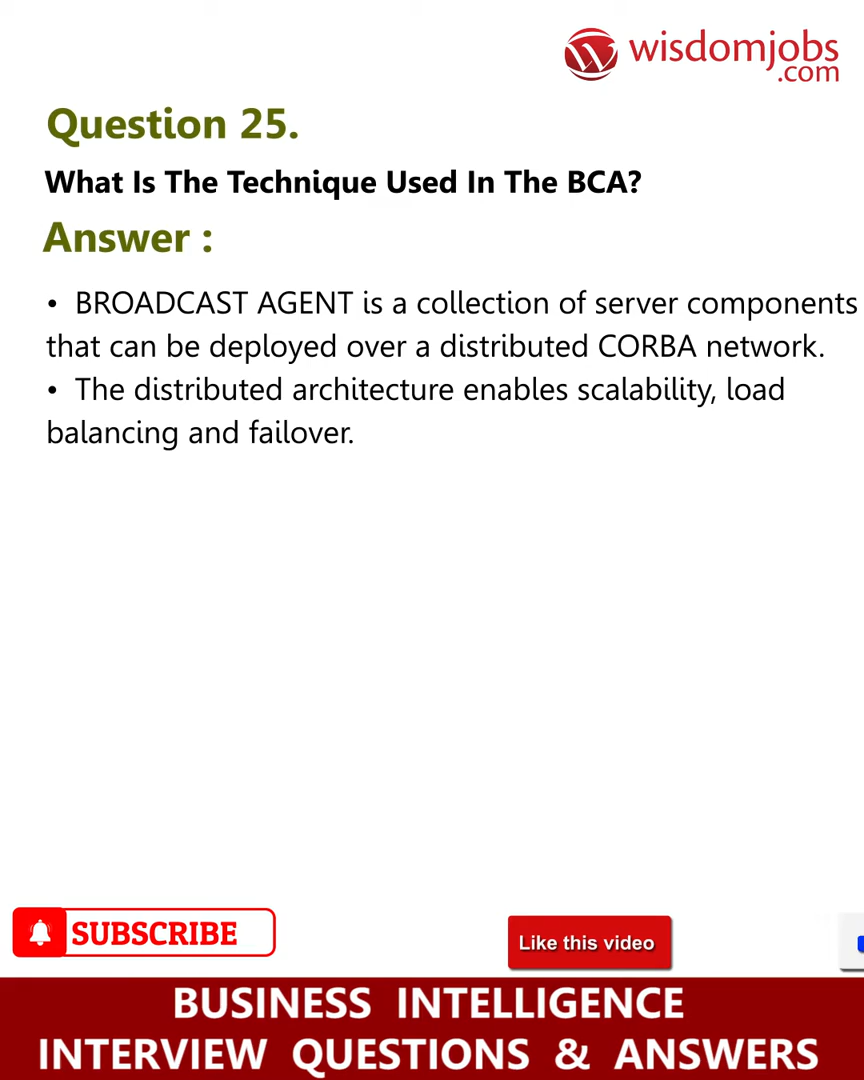 wisdomjobs
.com
Question 25.
What Is The Technique Used In The BCA?
Answer :
• BROADCAST AGENT is a collection of server components
that can be deployed over a distributed CORBA network.
• The distributed architecture enables scalability, load
balancing and failover.
SUBSCRIBE
Like this video
BUSINESS INTELLIGENCE
INTERVIEW QUESTIONS & ANSWERS